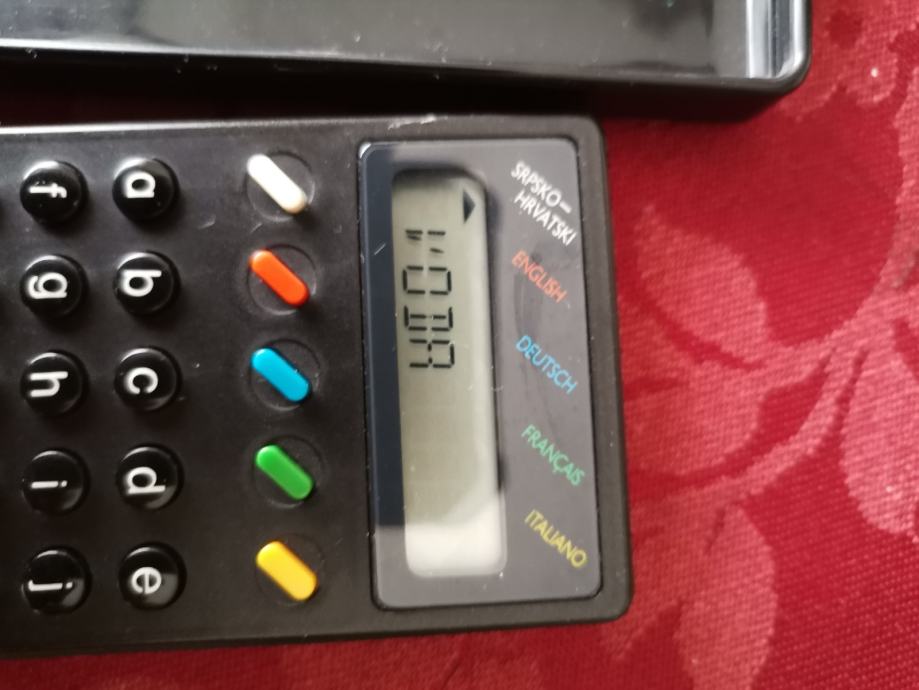 SRPSKO–
HRVATSKI
ENGLISH
DEUTSCH
FRANÇAIS
ITALIANO
a b c d e
f g h i j